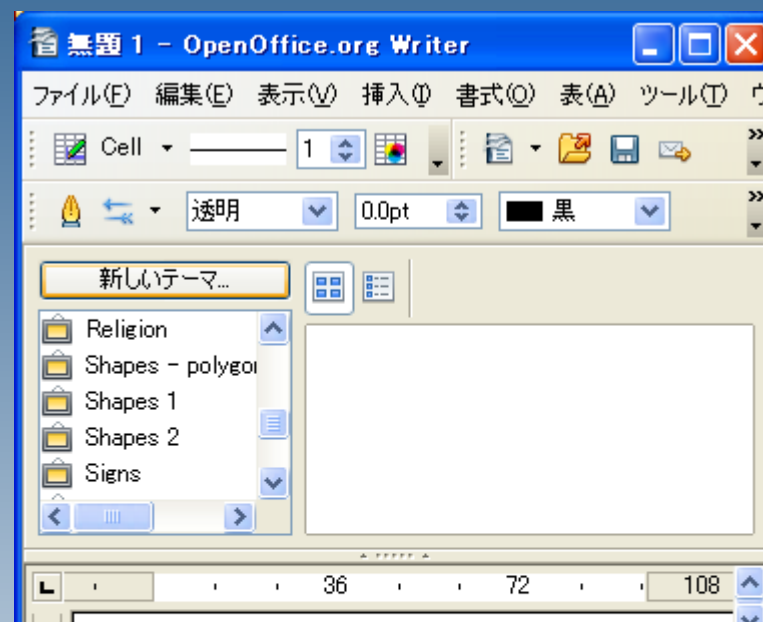 無題 1 - OpenOffice.org Writer
ファイル(F) 編集(E) 表示(V) 挿入(I) 書式(O) 表(A) ツール(T)
Cell 1
透明 0.0pt 黒
新しいテーマ...
Religion
Shapes - polygon
Shapes 1
Shapes 2
Signs
36 72 108